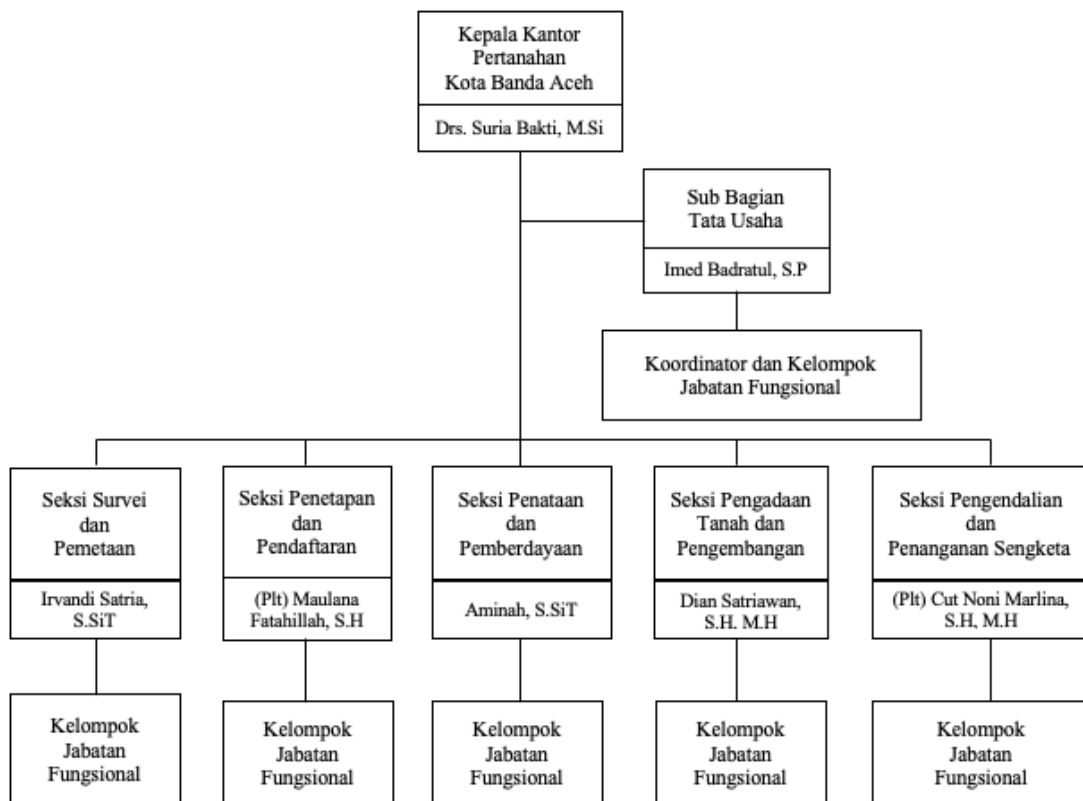 Kepala Kantor
Pertanahan
Kota Banda Aceh
Drs. Suria Bakti, M.Si
Sub Bagian
Tata Usaha
Imed Badratul, S.P
Koordinator dan Kelompok
Jabatan Fungsional
Seksi Survei
dan
Pemetaan
Irvandi Satria,
S.SiT
Kelompok
Jabatan
Fungsional
Seksi Penetapan
dan
Pendaftaran
(Plt) Maulana
Fatahillah, S.H
Kelompok
Jabatan
Fungsional
Seksi Penataan
dan
Pemberdayaan
Aminah, S.SiT
Kelompok
Jabatan
Fungsional
Seksi Pengadaan
Tanah dan
Pengembangan
Dian Satriawan,
S.H. M.H
Kelompok
Jabatan
Fungsional
Seksi Pengendalian
dan
Penanganan Sengketa
(Plt) Cut Noni Marlina,
S.H, M.H
Kelompok
Jabatan
Fungsional